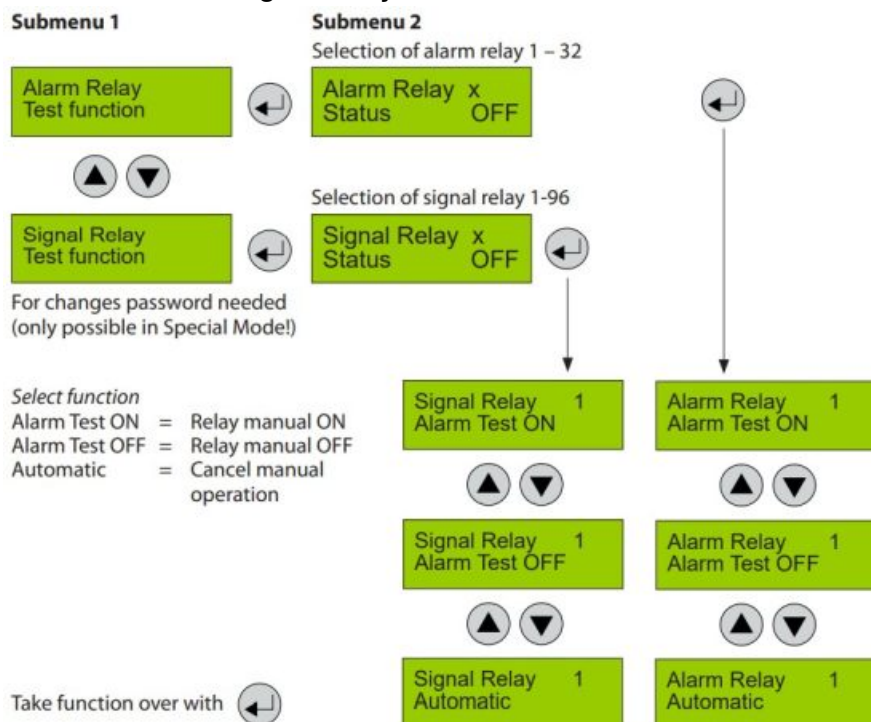 Submenu 1
Submenu 2
Selection of alarm relay 1 – 32
Alarm Relay
Test function
Alarm Relay x
Status OFF
Selection of signal relay 1-96
Signal Relay
Test function
Signal Relay x
Status OFF
For changes password needed
(only possible in Special Mode!)
Select function
Alarm Test ON = Relay manual ON
Alarm Test OFF = Relay manual OFF
Automatic = Cancel manual
operation
Signal Relay 1
Alarm Test ON
Alarm Relay 1
Alarm Test ON
Signal Relay 1
Alarm Test OFF
Alarm Relay 1
Alarm Test OFF
Signal Relay 1
Automatic
Alarm Relay 1
Automatic
Take function over with